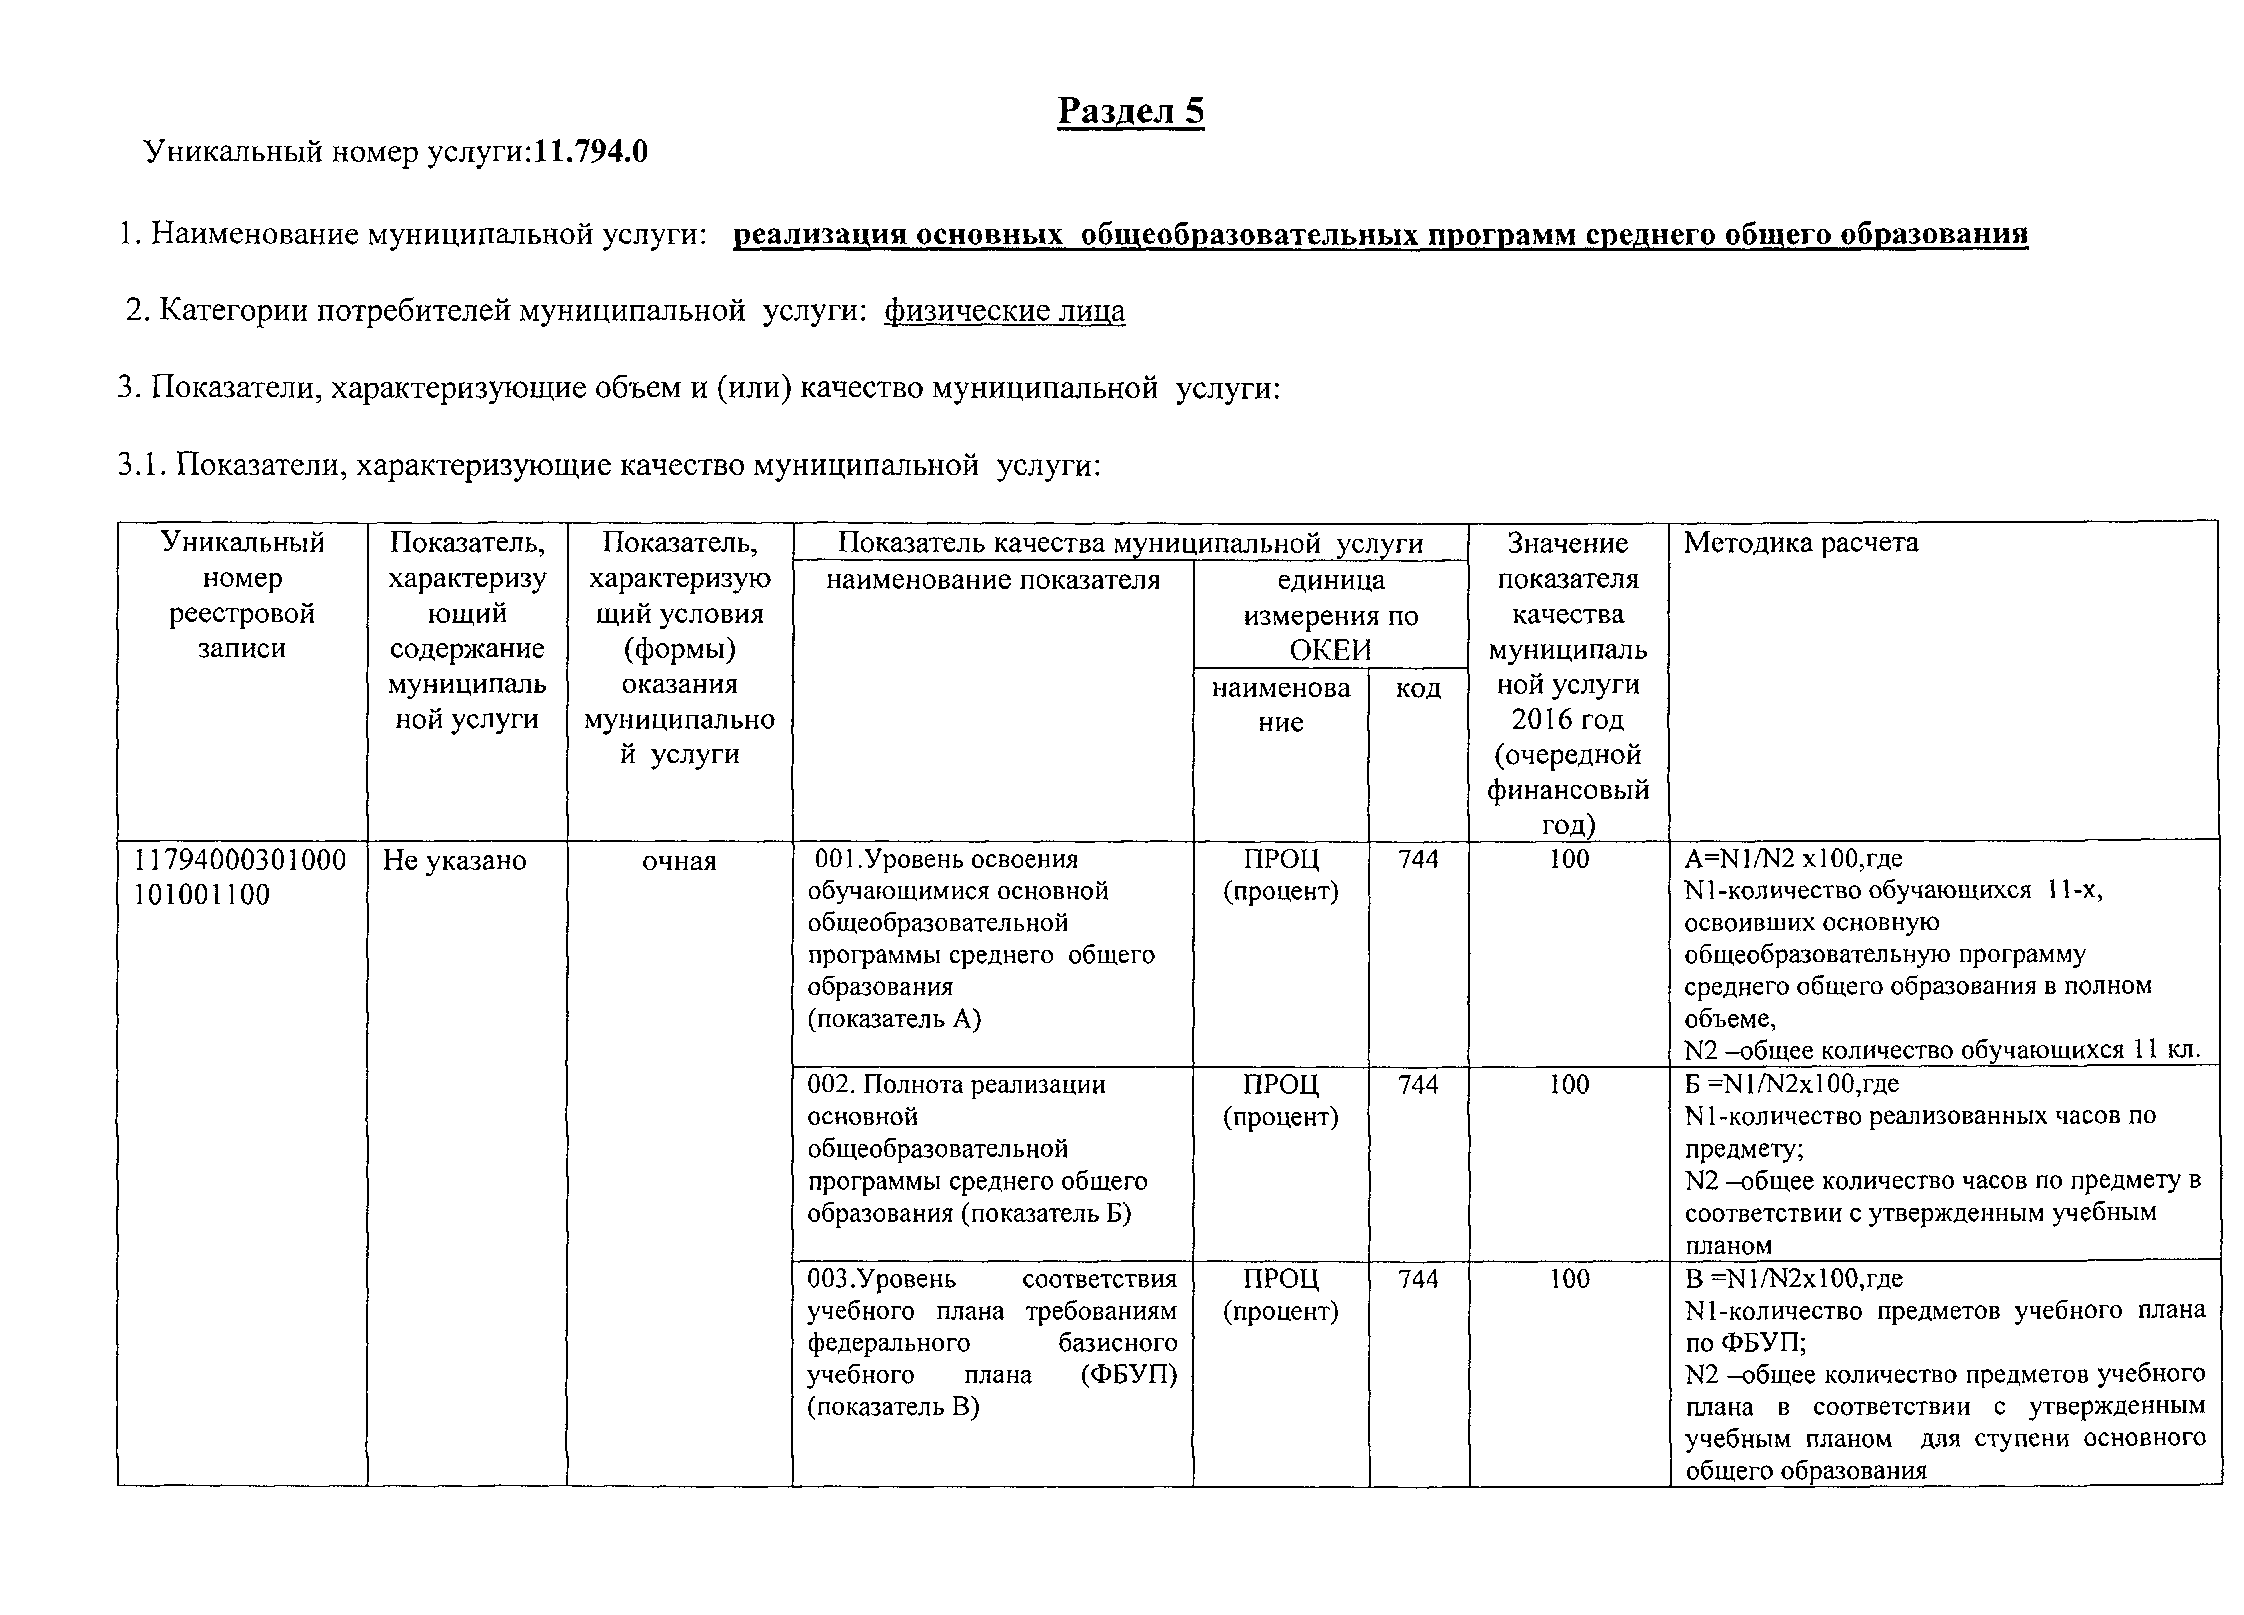 Раздел 5
Уникальный номер услуги:11.794.0
1. Наименование муниципальной услуги: реализация основных общеобразовательных программ среднего общего образования
2. Категории потребителей муниципальной услуги: физические лица
3. Показатели, характеризующие объем и (или) качество муниципальной услуги:
3.1. Показатели, характеризующие качество муниципальной услуги:
Уникальный
номер
реестровой
записи
Показатель,
характеризу
ющий
содержание
муниципаль
ной услуги
Показатель,
характеризую
щий условия
(формы)
оказания
муниципально
й услуги
Показатель качества муниципальной услуги
наименование показателя
единица
измерения по
ОКЕИ
наименова
ние
код
Значение
показателя
качества
муниципаль
ной услуги
2016 год
(очередной
финансовый
год)
Методика расчета
11794000301000
101001100
Не указано
очная
001.Уровень освоения
обучающимися основной
общеобразовательной
программы среднего общего
образования
(показатель А)
ПРОЦ
(процент)
744
100
А=N1/N2 х100,где
N1-количество обучающихся 11-х,
освоивших основную
общеобразовательную программу
среднего общего образования в полном
объеме,
N2 –общее количество обучающихся 11 кл.
002. Полнота реализации
основной
общеобразовательной
программы среднего общего
образования (показатель Б)
ПРОЦ
(процент)
744
100
Б =N1/N2х100,где
N1-количество реализованных часов по
предмету;
N2 –общее количество часов по предмету в
соответствии с утвержденным учебным
планом
003.Уровень соответствия
учебного плана требованиям
федерального базисного
учебного плана (ФБУП)
(показатель В)
ПРОЦ
(процент)
744
100
В =N1/N2х100,где
N1-количество предметов учебного плана
по ФБУП;
N2 –общее количество предметов учебного
плана в соответствии с утвержденным
учебным планом для ступени основного
общего образования